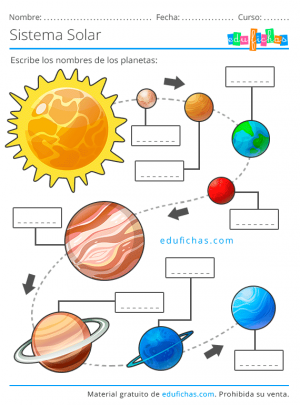 Nombre: Fecha: Curso:
Sistema Solar
edufichas
Escribe los nombres de los planetas:
edufichas.com
Material gratuito de edufichas.com. Prohibida su venta.